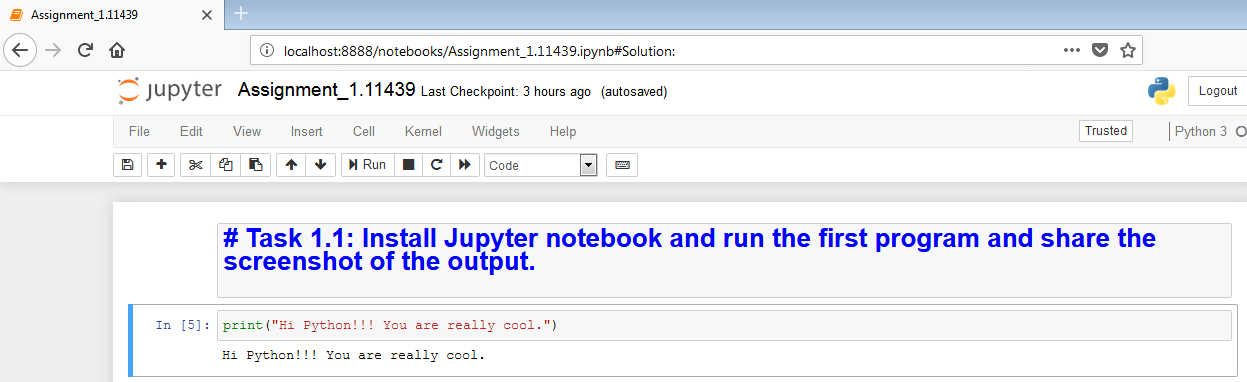 Assignment_1.11439
localhost:8888/notebooks/Assignment_1.11439.ipynb#Solution:
jupyter Assignment_1.11439 Last Checkpoint: 3 hours ago (autosaved) Logout
File Edit View Insert Cell Kernel Widgets Help Trusted Python 3
Run Code
# Task 1.1: Install Jupyter notebook and run the first program and share the
screenshot of the output.
In [5]: print("Hi Python!!! You are really cool.")
Hi Python!!! You are really cool.